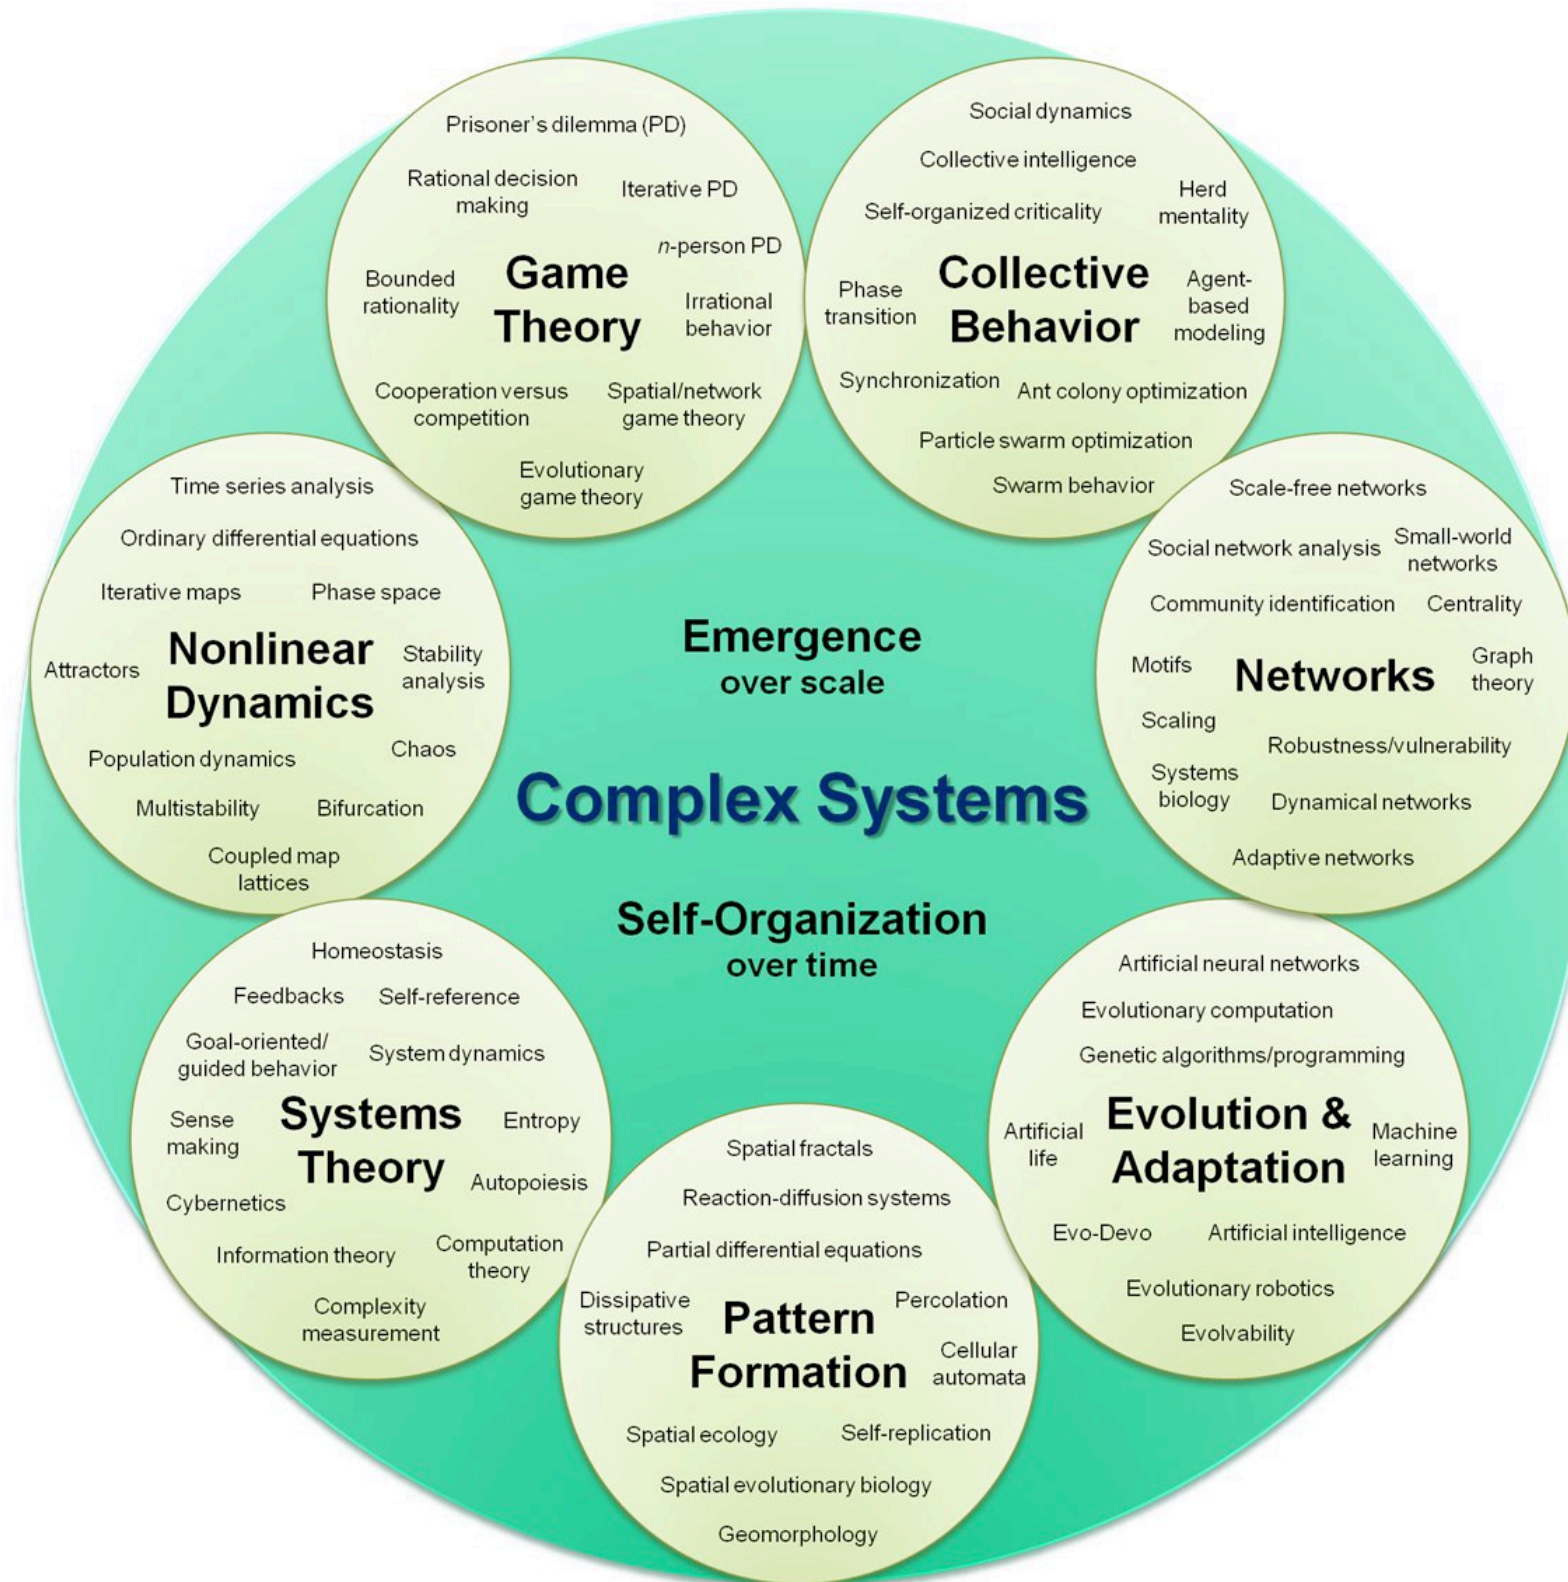 Prisoner's dilemma (PD)
Rational decision
making
Iterative PD
n-person PD
Game
Theory
Bounded
rationality
Irrational
behavior
Cooperation versus
competition
Spatial/network
game theory
Evolutionary
game theory
Social dynamics
Collective intelligence
Herd
mentality
Self-organized criticality
Collective
Behavior
Phase
transition
Agent-
based
modeling
Synchronization
Ant colony optimization
Particle swarm optimization
Swarm behavior
Time series analysis
Ordinary differential equations
Iterative maps
Phase space
Nonlinear
Dynamics
Attractors
Stability
analysis
Chaos
Population dynamics
Multistability
Bifurcation
Coupled map
lattices
Emergence
over scale
Complex Systems
Self-Organization
over time
Scale-free networks
Social network analysis
Small-world
networks
Community identification
Centrality
Motifs
Networks
Graph
theory
Scaling
Robustness/vulnerability
Systems
biology
Dynamical networks
Adaptive networks
Homeostasis
Feedbacks
Self-reference
Goal-oriented/
guided behavior
System dynamics
Sense
making
Systems
Theory
Entropy
Autopoiesis
Cybernetics
Information theory
Computation
theory
Complexity
measurement
Spatial fractals
Reaction-diffusion systems
Partial differential equations
Dissipative
structures
Pattern
Formation
Percolation
Cellular
automata
Spatial ecology
Self-replication
Spatial evolutionary biology
Geomorphology
Artificial neural networks
Evolutionary computation
Genetic algorithms/programming
Artificial
life
Evolution &
Adaptation
Machine
learning
Evo-Devo
Artificial intelligence
Evolutionary robotics
Evolvability